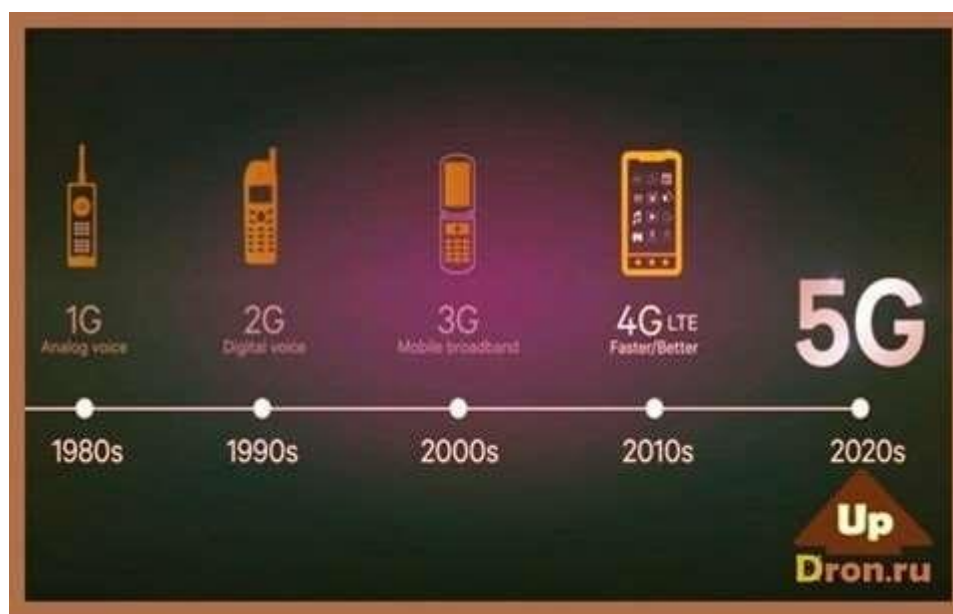 1G
Analog voice
2G
Digital voice
3G
Mobile broadband
4G LTE
Faster/Better
5G
1980s
1990s
2000s
2010s
2020s
Up
Dron.ru